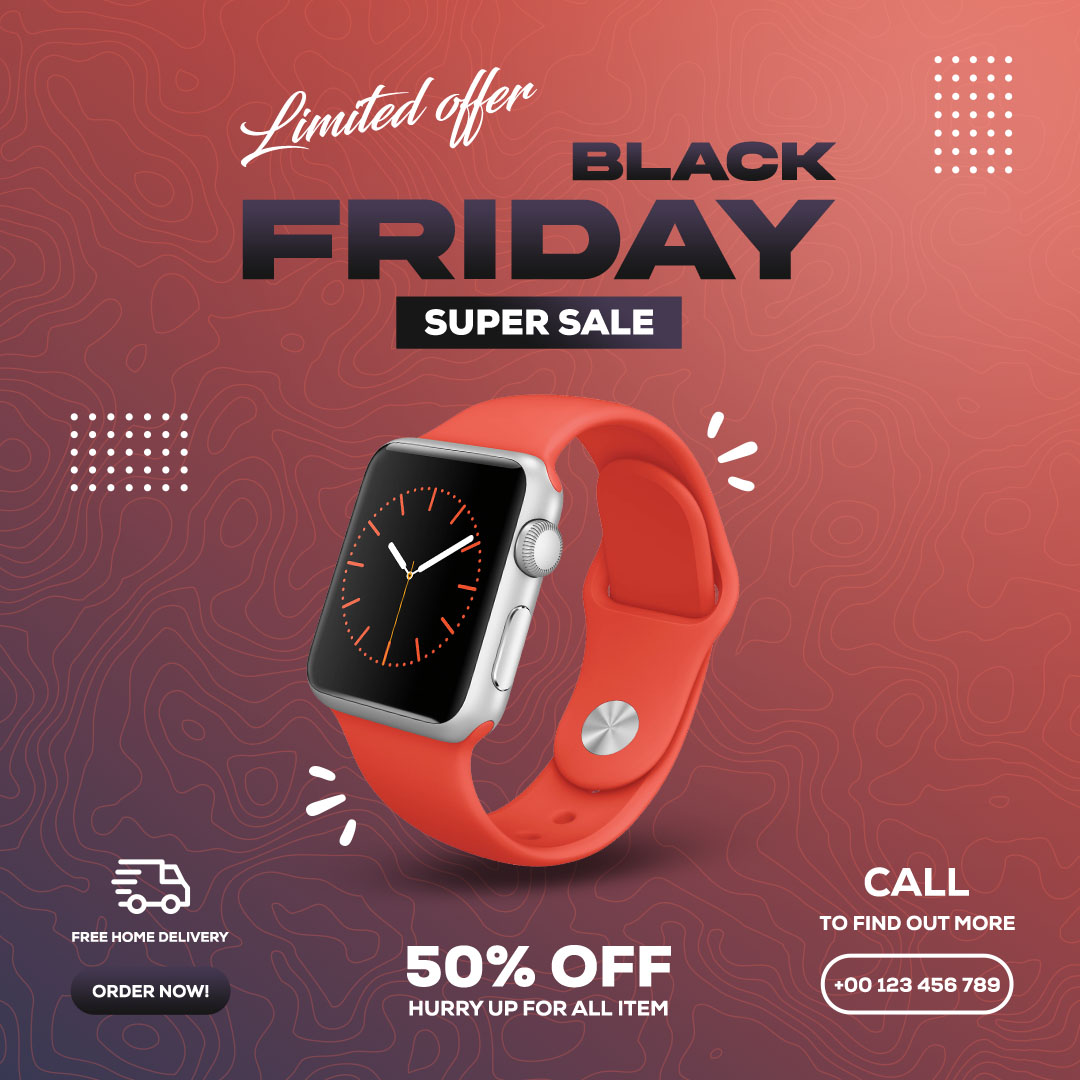 Limited offer
BLACK
FRIDAY
SUPER SALE
FREE HOME DELIVERY
ORDER NOW!
50% OFF
HURRY UP FOR ALL ITEM
CALL
TO FIND OUT MORE
+00 123 456 789